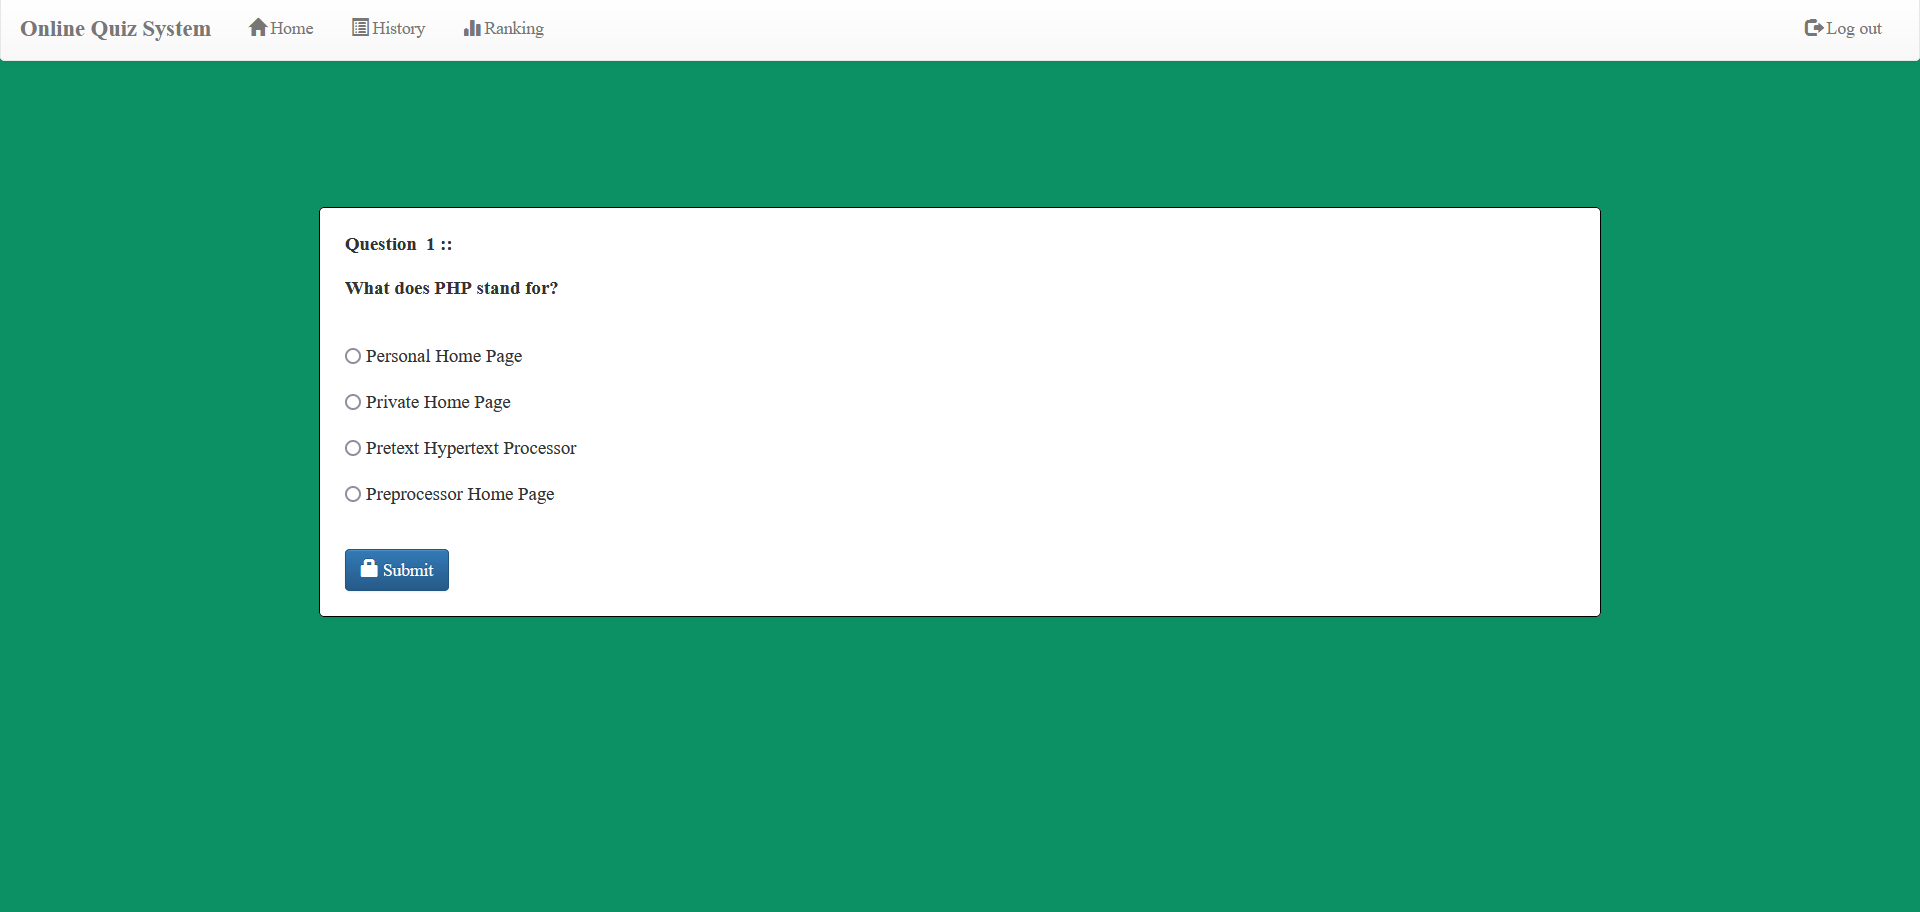 Online Quiz System Home History Ranking Log out
Question 1 ::
What does PHP stand for?
Personal Home Page
Private Home Page
Pretext Hypertext Processor
Preprocessor Home Page
Submit